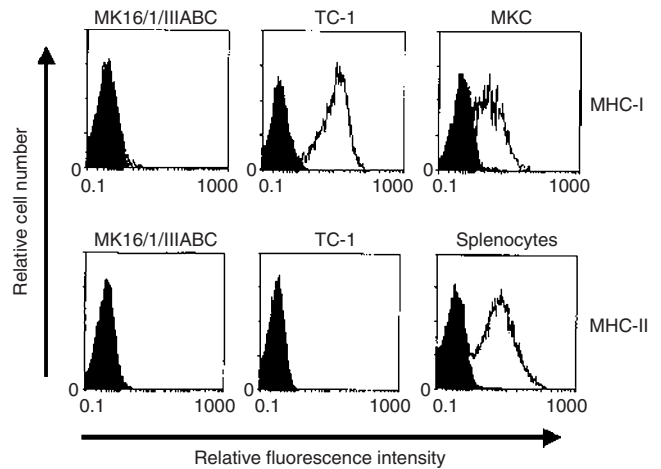 MK16/1/IIIABC TC-1 MKC
MHC-I
0 0 0
0.1 1000 0.1 1000 0.1 1000
Relative cell number
MK16/1/IIIABC TC-1 Splenocytes
MHC-II
0 0 0
0.1 1000 0.1 1000 0.1 1000
Relative fluorescence intensity